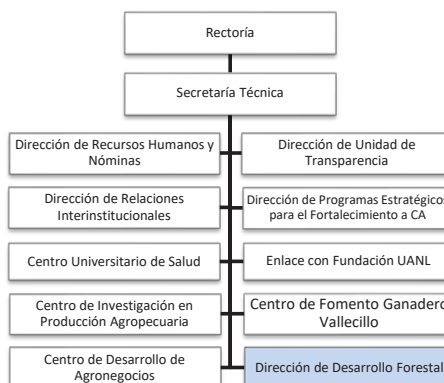 Rectoría
Secretaría Técnica
Dirección de Recursos Humanos y
Nóminas
Dirección de Unidad de
Transparencia
Dirección de Relaciones
Interinstitucionales
Dirección de Programas Estratégicos
para el Fortalecimiento a CA
Centro Universitario de Salud
Enlace con Fundación UANL
Centro de Investigación en
Producción Agropecuaria
Centro de Fomento Ganadero
Vallecillo
Centro de Desarrollo de
Agronegocios
Dirección de Desarrollo Forestal